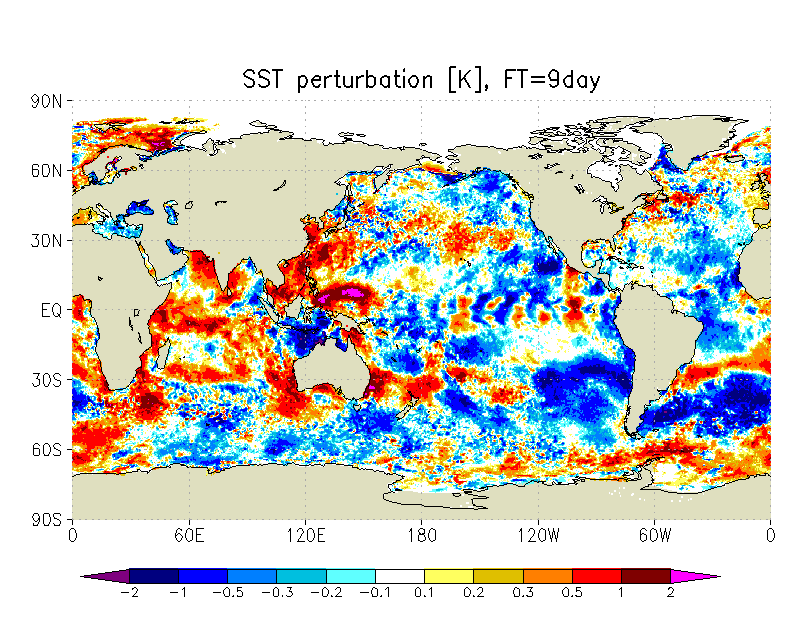 SST perturbation [K], FT=9day
90N
60N
30N
EQ
30S
60S
90S
0 60E 120E 180 120W 60W 0
-2 -1 -0.5 -0.3 -0.2 -0.1 0.1 0.2 0.3 0.5 1 2